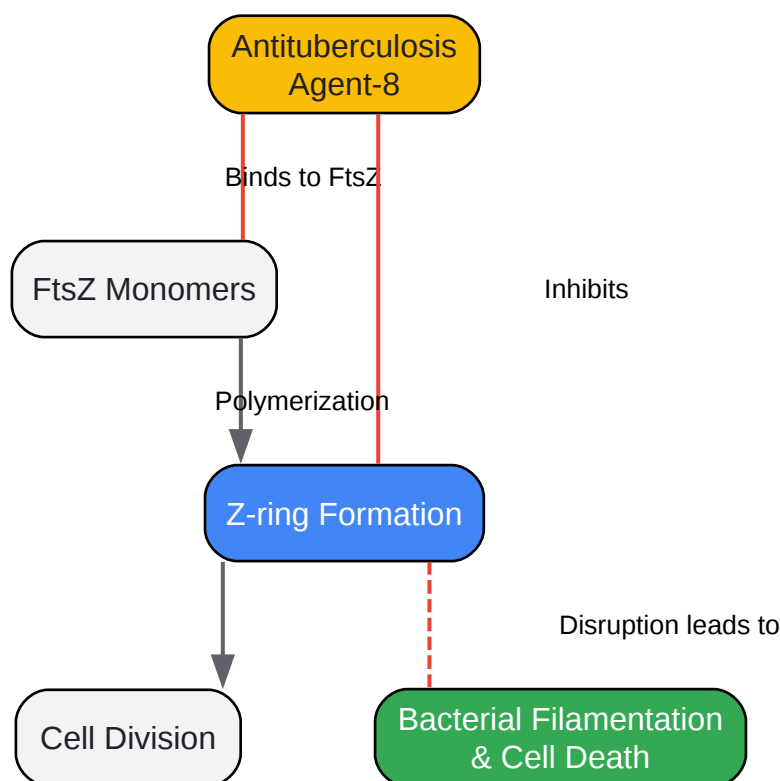 Antituberculosis
Agent-8
Binds to FtsZ
FtsZ Monomers
Inhibits
Polymerization
Z-ring Formation
Disruption leads to
Cell Division
Bacterial Filamentation
& Cell Death